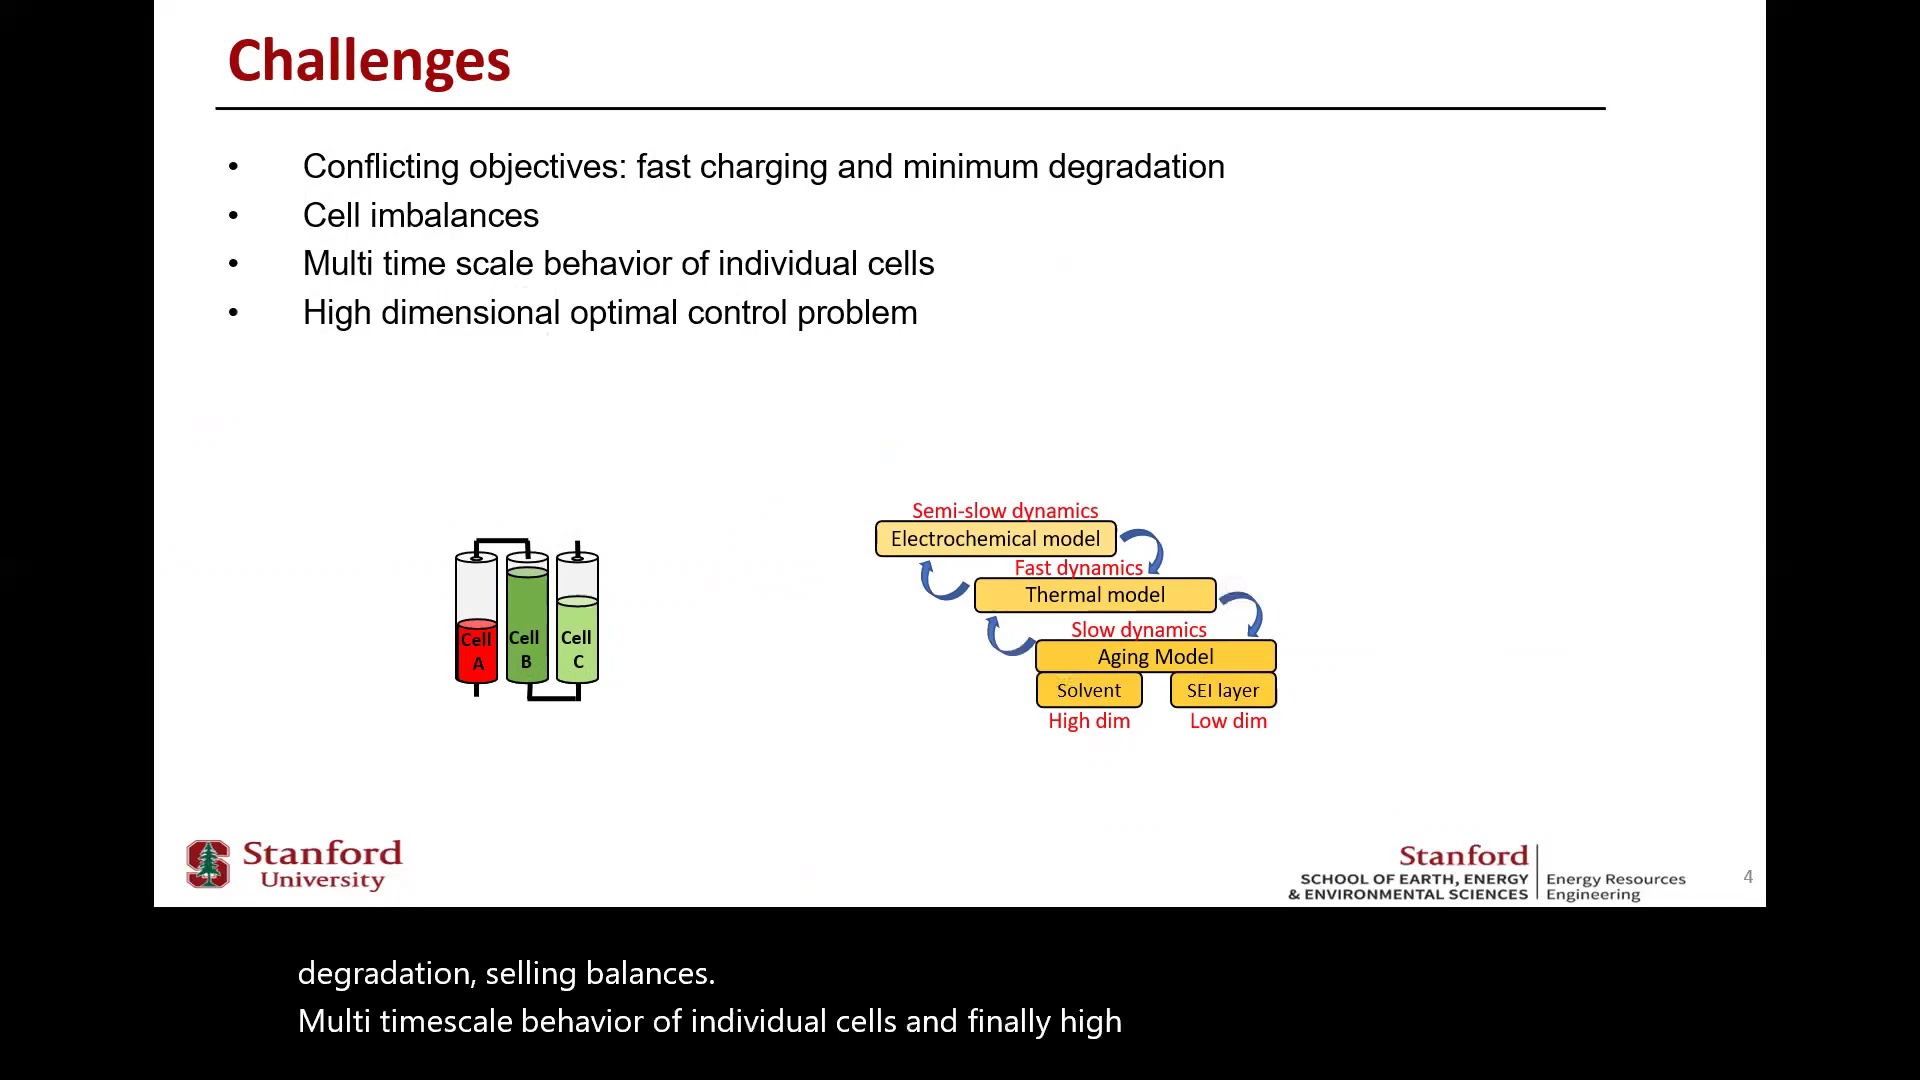 Challenges
• Conflicting objectives: fast charging and minimum degradation
• Cell imbalances
• Multi time scale behavior of individual cells
• High dimensional optimal control problem
Cell A
Cell B
Cell C
Semi-slow dynamics
Electrochemical model
Fast dynamics
Thermal model
Slow dynamics
Aging Model
Solvent
SEI layer
High dim
Low dim
Stanford
University
Stanford
SCHOOL OF EARTH, ENERGY
& ENVIRONMENTAL SCIENCES
Energy Resources
Engineering
4
degradation, selling balances.
Multi timescale behavior of individual cells and finally high